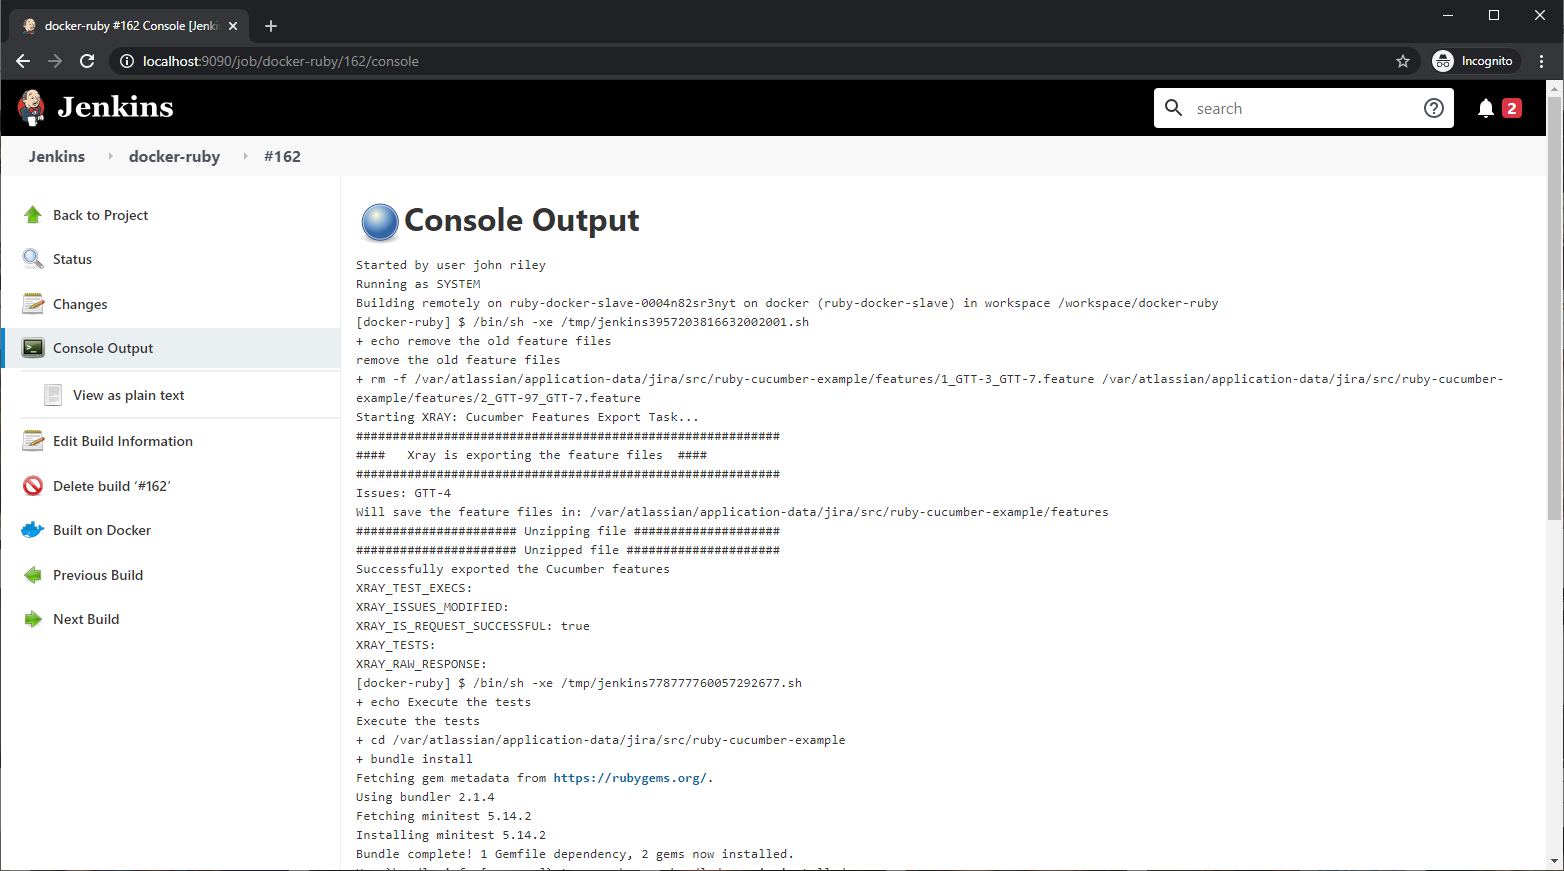 docker-ruby #162 Console [Jenki
localhost:9090/job/docker-ruby/162/console
Incognito
Jenkins
search
2
Jenkins
docker-ruby
#162
Back to Project
Status
Changes
Console Output
View as plain text
Edit Build Information
Delete build ‘#162’
Built on Docker
Previous Build
Next Build
Console Output
Started by user john riley
Running as SYSTEM
Building remotely on ruby-docker-slave-0004n82sr3nyt on docker (ruby-docker-slave) in workspace /workspace/docker-ruby
[docker-ruby] $ /bin/sh -xe /tmp/jenkins3957203816632002001.sh
+ echo remove the old feature files
remove the old feature files
+ rm -f /var/atlassian/application-data/jira/src/ruby-cucumber-example/features/1_GTT-3_GTT-7.feature /var/atlassian/application-data/jira/src/ruby-cucumber-
example/features/2_GTT-97_GTT-7.feature
Starting XRAY: Cucumber Features Export Task...
##########################################################
####   Xray is exporting the feature files  ####
##########################################################
Issues: GTT-4
Will save the feature files in: /var/atlassian/application-data/jira/src/ruby-cucumber-example/features
###################### Unzipping file ####################
###################### Unzipped file #####################
Successfully exported the Cucumber features
XRAY_TEST_EXECS:
XRAY_ISSUES_MODIFIED:
XRAY_IS_REQUEST_SUCCESSFUL: true
XRAY_TESTS:
XRAY_RAW_RESPONSE:
[docker-ruby] $ /bin/sh -xe /tmp/jenkins778777760057292677.sh
+ echo Execute the tests
Execute the tests
+ cd /var/atlassian/application-data/jira/src/ruby-cucumber-example
+ bundle install
Fetching gem metadata from https://rubygems.org/.
Using bundler 2.1.4
Fetching minitest 5.14.2
Installing minitest 5.14.2
Bundle complete! 1 Gemfile dependency, 2 gems now installed.